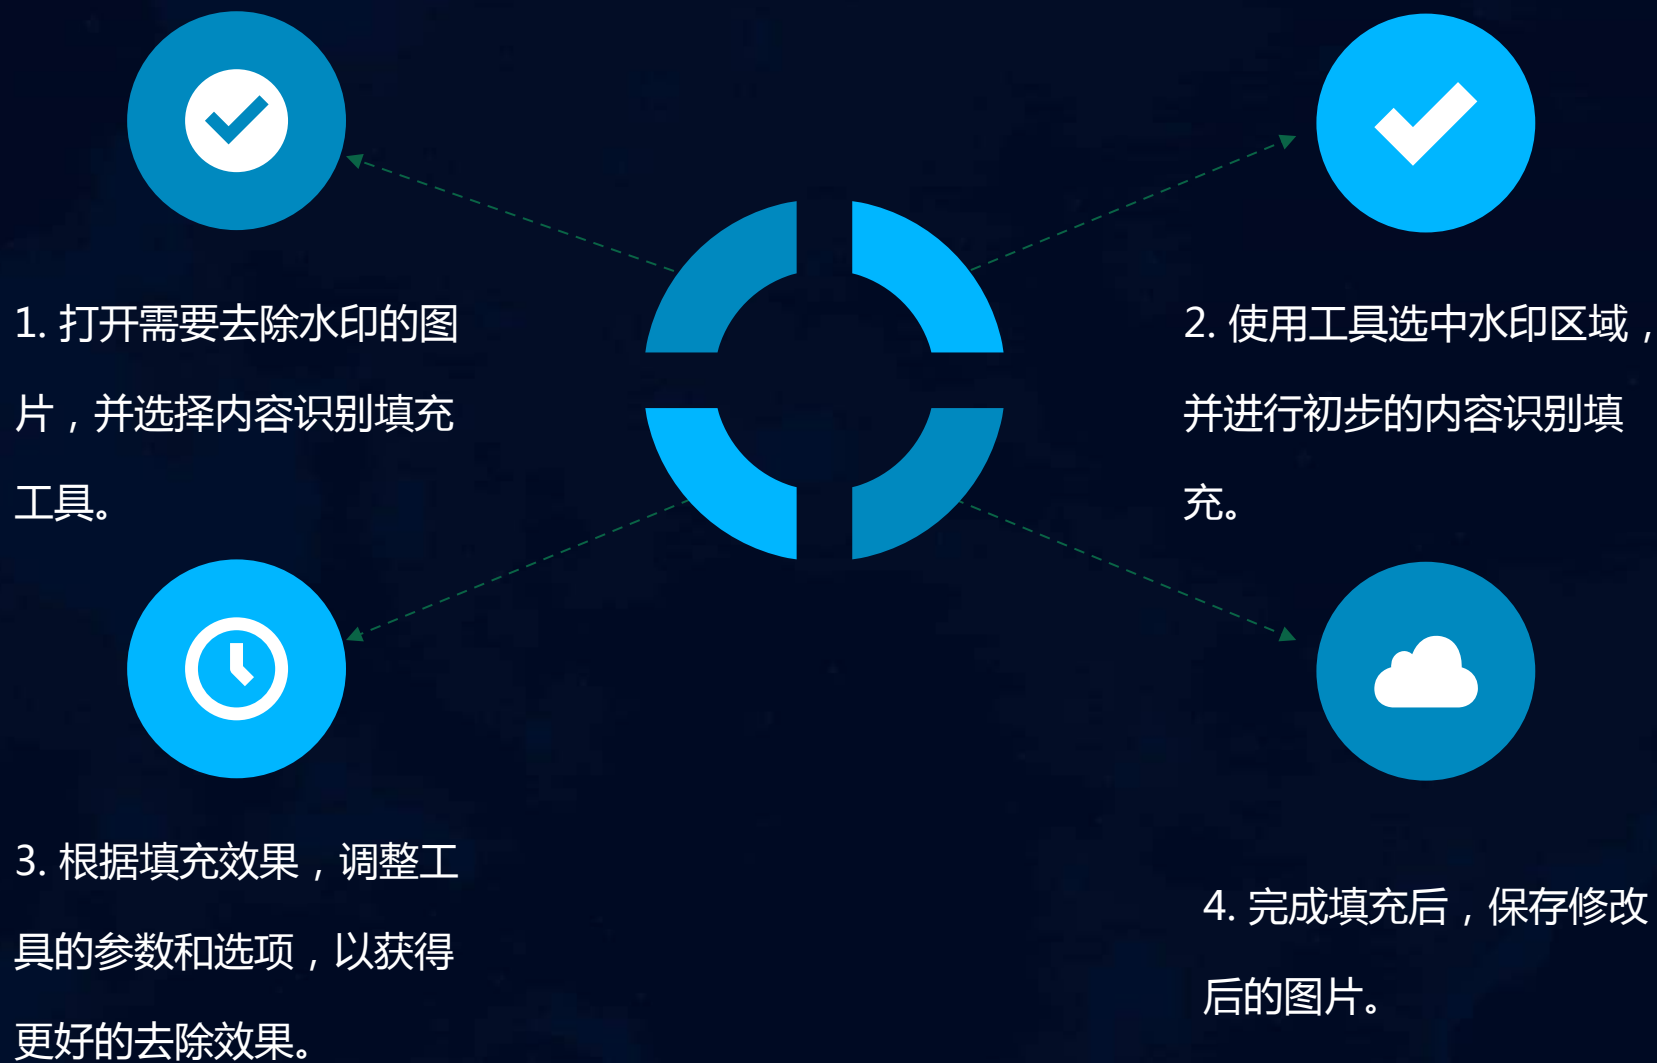 1. 打开需要去除水印的图
片，并选择内容识别填充
工具。
2. 使用工具选中水印区域，
并进行初步的内容识别填
充。
3. 根据填充效果，调整工
具的参数和选项，以获得
更好的去除效果。
4. 完成填充后，保存修改
后的图片。